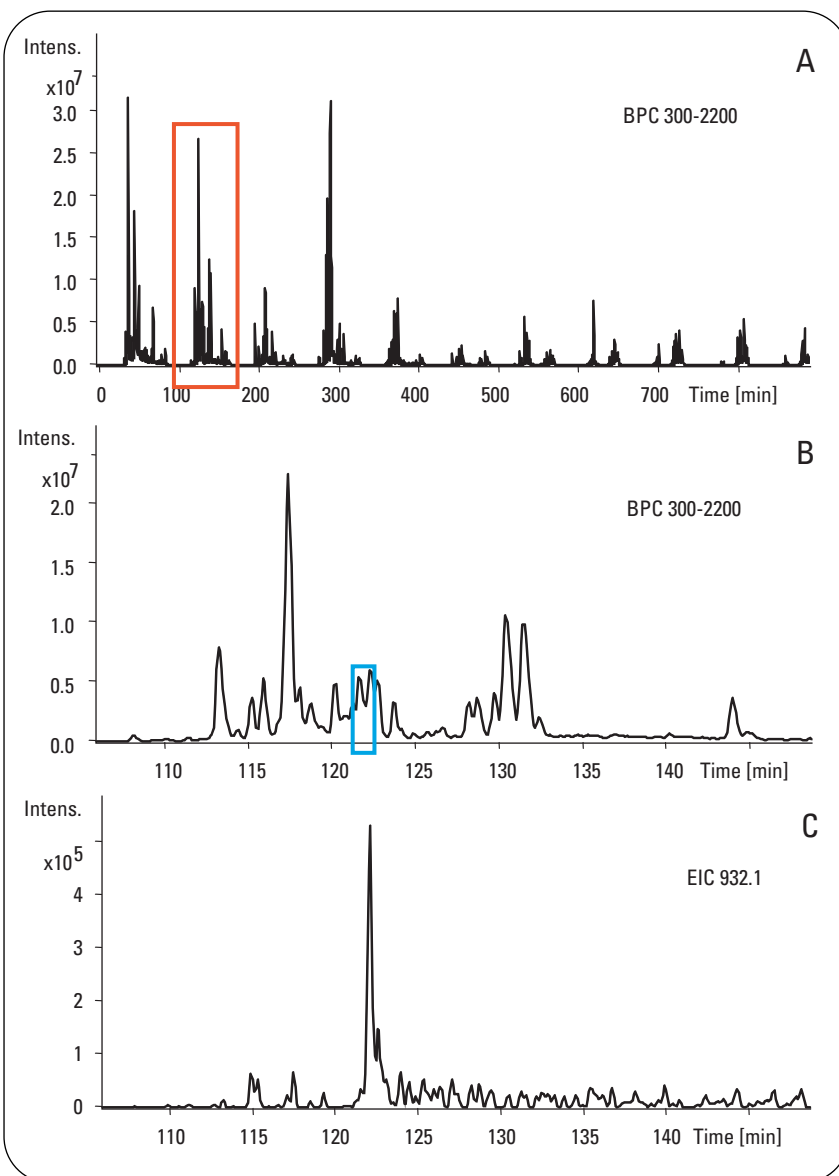 Intens.
A
x10^7
BPC 300-2200
3.0
2.5
2.0
1.5
1.0
0.5
0.0
0 100 200 300 400 500 600 700 Time [min]
Intens.
B
x10^7
BPC 300-2200
2.0
1.5
1.0
0.5
0.0
110 115 120 125 130 135 140 Time [min]
Intens.
C
x10^5
EIC 932.1
4
3
2
1
0
110 115 120 125 130 135 140 Time [min]